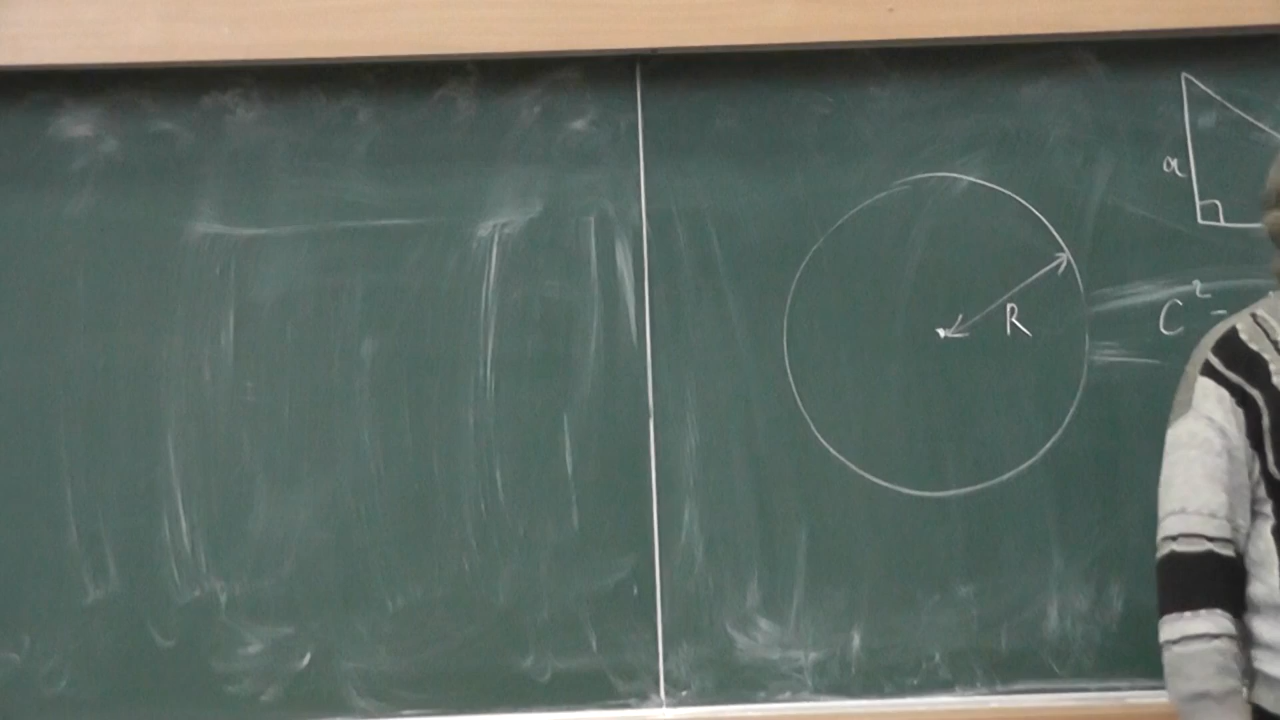 a
R
C² =